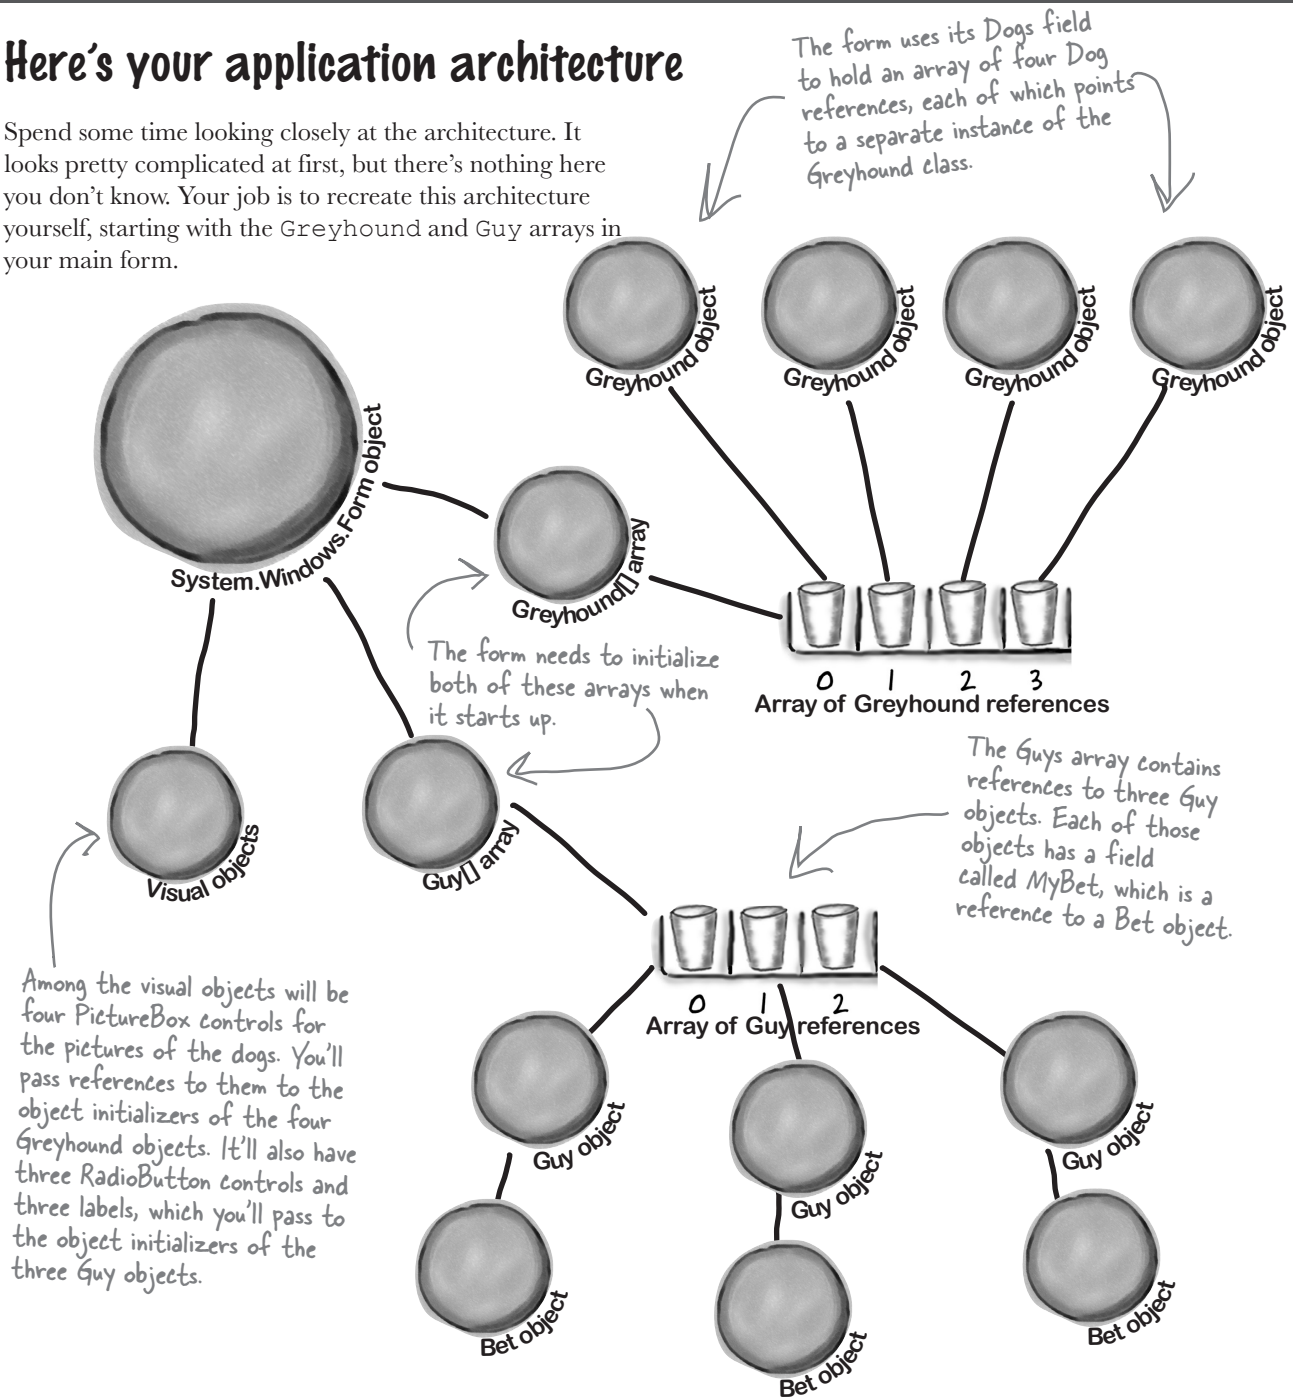 Here's your application architecture
Spend some time looking closely at the architecture. It
looks pretty complicated at first, but there's nothing here
you don't know. Your job is to recreate this architecture
yourself, starting with the Greyhound and Guy arrays in
your main form.
The form uses its Dogs field
to hold an array of four Dog
references, each of which points
to a separate instance of the
Greyhound class.
Greyhound object
Greyhound object
Greyhound object
Greyhound object
System.Windows.Form object
Greyhound[] array
The form needs to initialize
both of these arrays when
it starts up.
0 1 2 3
Array of Greyhound references
Visual objects
Guy[] array
The Guys array contains
references to three Guy
objects. Each of those
objects has a field
called MyBet, which is a
reference to a Bet object.
0 1 2
Array of Guy references
Among the visual objects will be
four PictureBox controls for
the pictures of the dogs. You'll
pass references to them to the
object initializers of the four
Greyhound objects. It'll also have
three RadioButton controls and
three labels, which you'll pass to
the object initializers of the
three Guy objects.
Guy object
Guy object
Guy object
Bet object
Bet object
Bet object